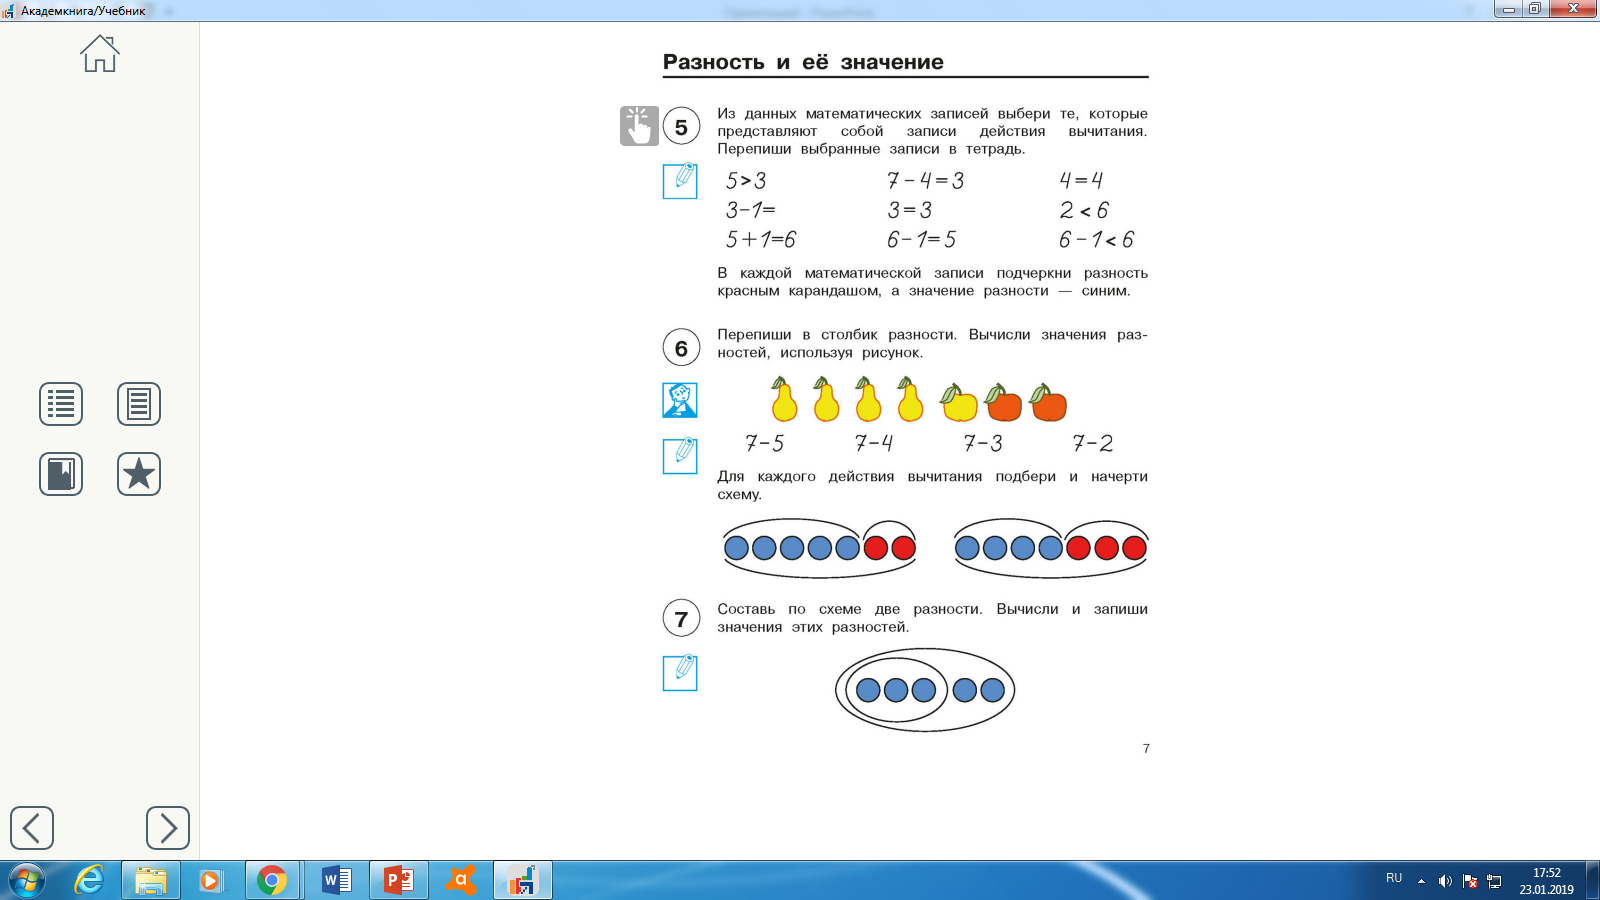 Академкнига/Учебник
Разность и её значение
5
Из данных математических записей выбери те, которые
представляют собой записи действия вычитания.
Перепиши выбранные записи в тетрадь.
5>3 7-4=3 4=4
3-1= 3=3 2<6
5+1=6 6-1=5 6-1<6
В каждой математической записи подчеркни разность
красным карандашом, а значение разности — синим.
6
Перепиши в столбик разности. Вычисли значения раз-
ностей, используя рисунок.
7-5 7-4 7-3 7-2
Для каждого действия вычитания подбери и начерти
схему.
7
Составь по схеме две разности. Вычисли и запиши
значения этих разностей.
7
RU
17:52
23.01.2019